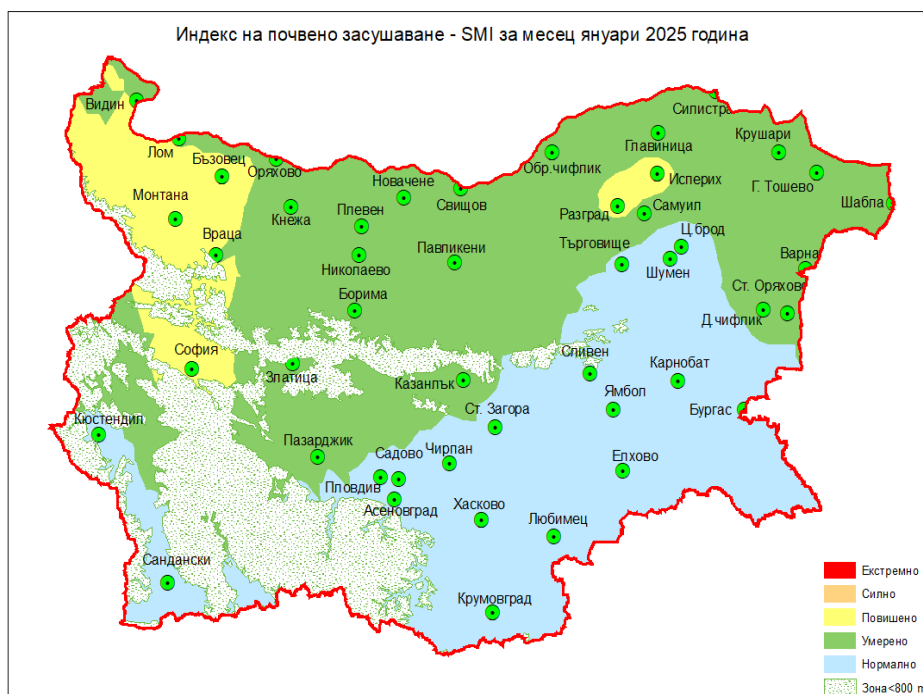 Индекс на почвено засушаване - SMI за месец януари 2025 година
Видин
Силистра
Лом
Бъзовец
Оряхово
Главиница
Крушари
Обр.чифлик
Новачене
Свищов
Исперих
Г. Тошево
Монтана
Кнежа
Плевен
Разград
Самуил
Шабла
Враца
Николаево
Павликени
Търговище
Ц.брод
Шумен
Варна
Борима
Ст. Оряхово
Д.чифлик
София
Златица
Казанлък
Сливен
Карнобат
Ямбол
Бургас
Кюстендил
Ст. Загора
Пазарджик
Садово
Чирпан
Елхово
Пловдив
Асеновград
Хасково
Любимец
Сандански
Крумовград
Екстремно
Силно
Повишено
Умерено
Нормално
Зона<800 m